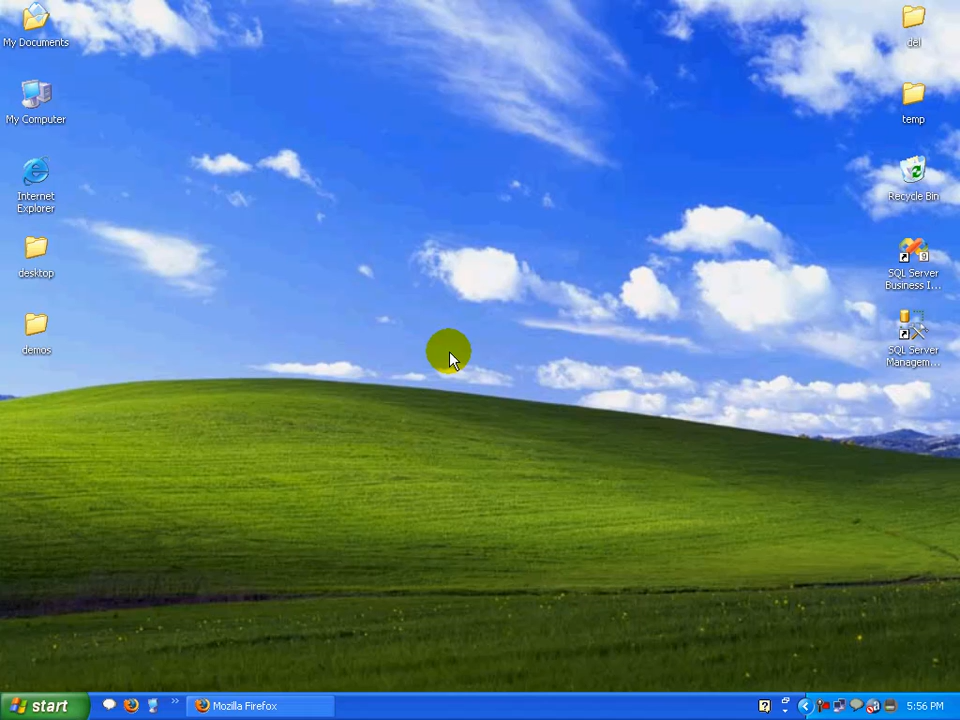 My Documents
My Computer
Internet
Explorer
desktop
demos
del
temp
Recycle Bin
SQL Server
Business I...
SQL Server
Managem...
start
Mozilla Firefox
5:56 PM